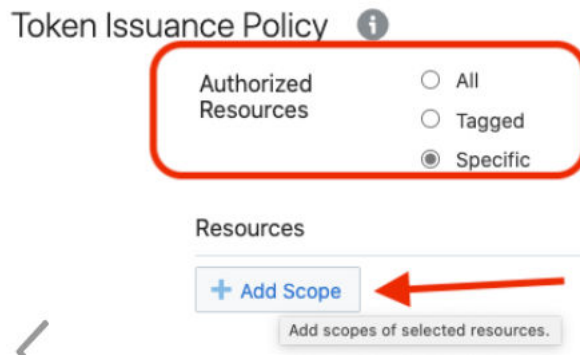 Token Issuance Policy i
Authorized
Resources
All
Tagged
Specific
Resources
+ Add Scope
Add scopes of selected resources.